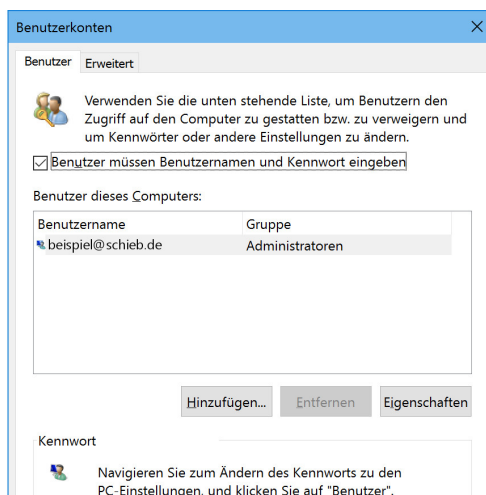 Benutzerkonten
Benutzer Erweitert
Verwenden Sie die unten stehende Liste, um Benutzern den
Zugriff auf den Computer zu gestatten bzw. zu verweigern und
um Kennwörter oder andere Einstellungen zu ändern.
Benutzer müssen Benutzernamen und Kennwort eingeben
Benutzer dieses Computers:
Benutzername Gruppe
beispiel@schieb.de Administratoren
Hinzufügen... Entfernen Eigenschaften
Kennwort
Navigieren Sie zum Ändern des Kennworts zu den
PC-Einstellungen, und klicken Sie auf "Benutzer".